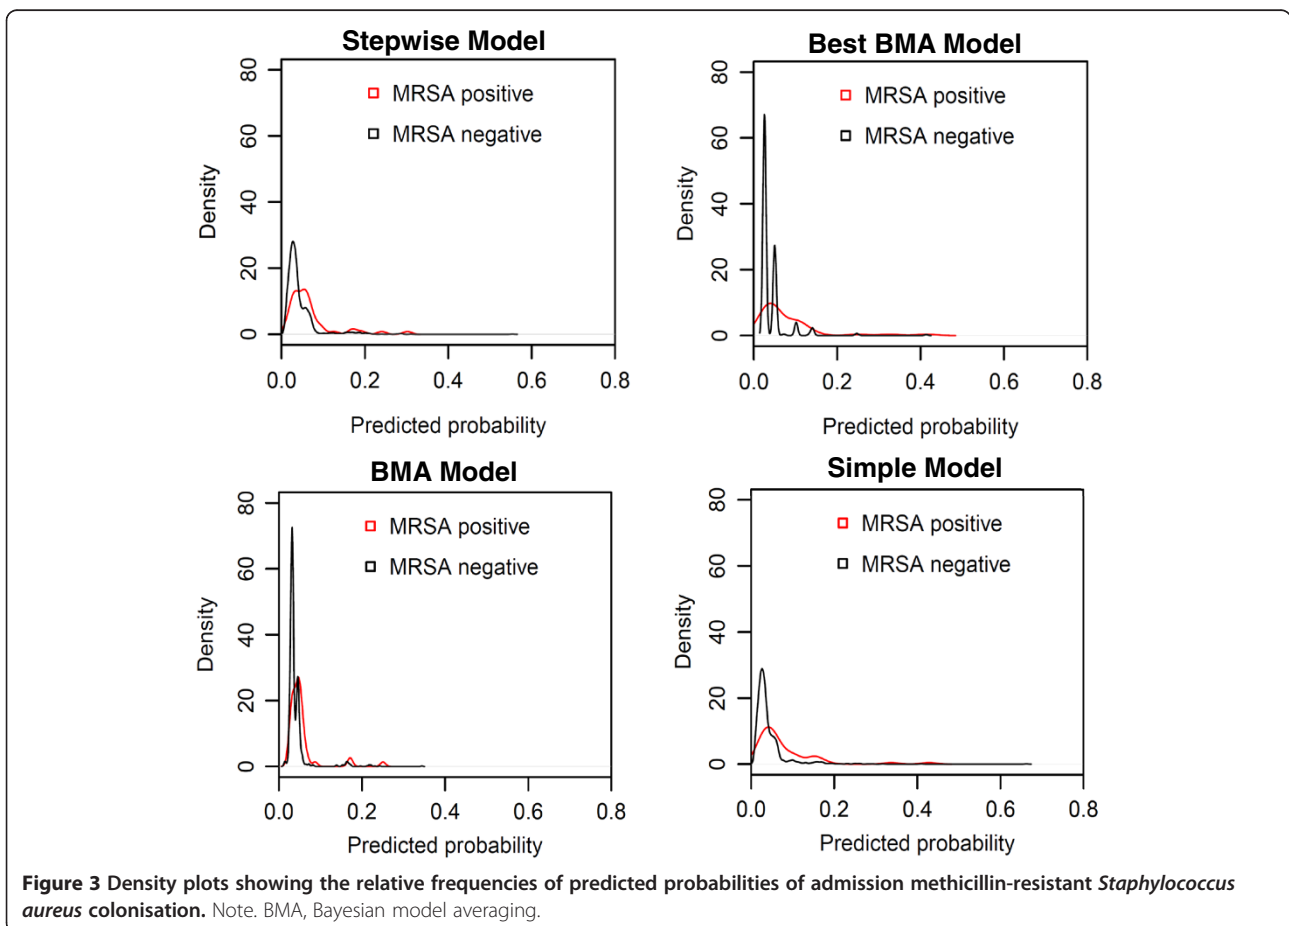 Stepwise Model
80
60
40
20
0
Density
MRSA positive
MRSA negative
0.0 0.2 0.4 0.6 0.8
Predicted probability
Best BMA Model
80
60
40
20
0
Density
MRSA positive
MRSA negative
0.0 0.2 0.4 0.6 0.8
Predicted probability
BMA Model
80
60
40
20
0
Density
MRSA positive
MRSA negative
0.0 0.2 0.4 0.6 0.8
Predicted probability
Simple Model
80
60
40
20
0
Density
MRSA positive
MRSA negative
0.0 0.2 0.4 0.6 0.8
Predicted probability
Figure 3 Density plots showing the relative frequencies of predicted probabilities of admission methicillin-resistant Staphylococcus
aureus colonisation. Note. BMA, Bayesian model averaging.